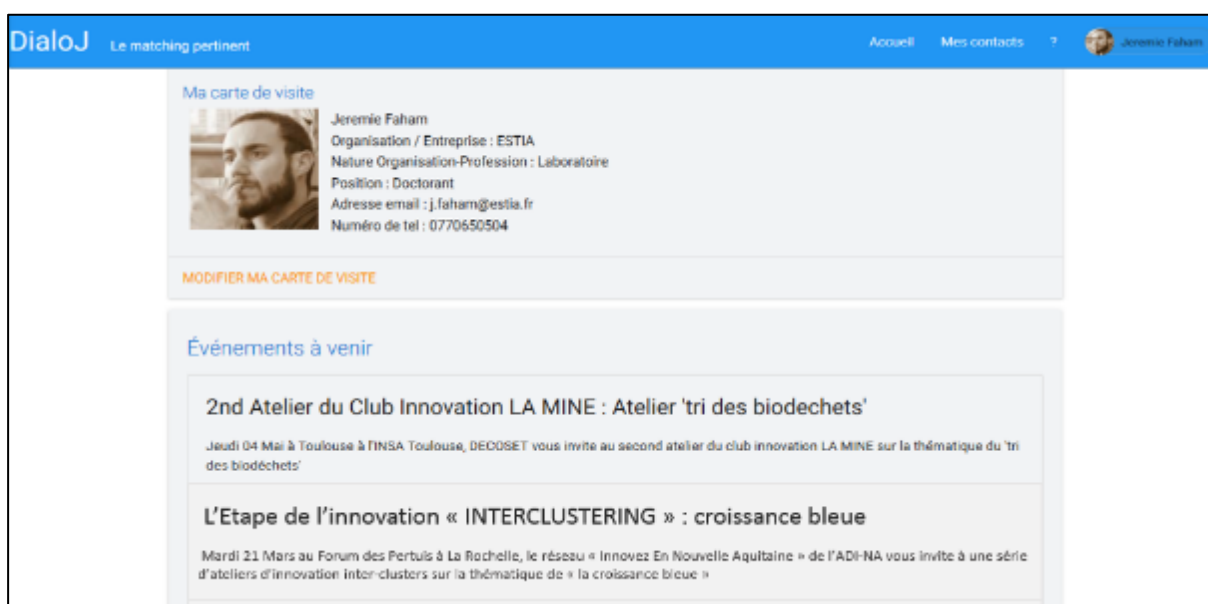 DialoJ Le matching pertinent Accueil Mes contacts ? Jeremie Faham
Ma carte de visite
Jeremie Faham
Organisation / Entreprise : ESTIA
Nature Organisation-Profession : Laboratoire
Position : Doctorant
Adresse email : j.faham@estia.fr
Numéro de tel : 0770650504
MODIFIER MA CARTE DE VISITE
Événements à venir
2nd Atelier du Club Innovation LA MINE : Atelier 'tri des biodechets'
Jeudi 04 Mai à Toulouse à l'INSA Toulouse, DECOSET vous invite au second atelier du club innovation LA MINE sur la thématique du 'tri
des biodéchets'
L'Etape de l'innovation « INTERCLUSTERING » : croissance bleue
Mardi 21 Mars au Forum des Pertuis à La Rochelle, le réseau « Innovez En Nouvelle Aquitaine » de l'ADI-NA vous invite à une série
d'ateliers d'innovation inter-clusters sur la thématique de « la croissance bleue »